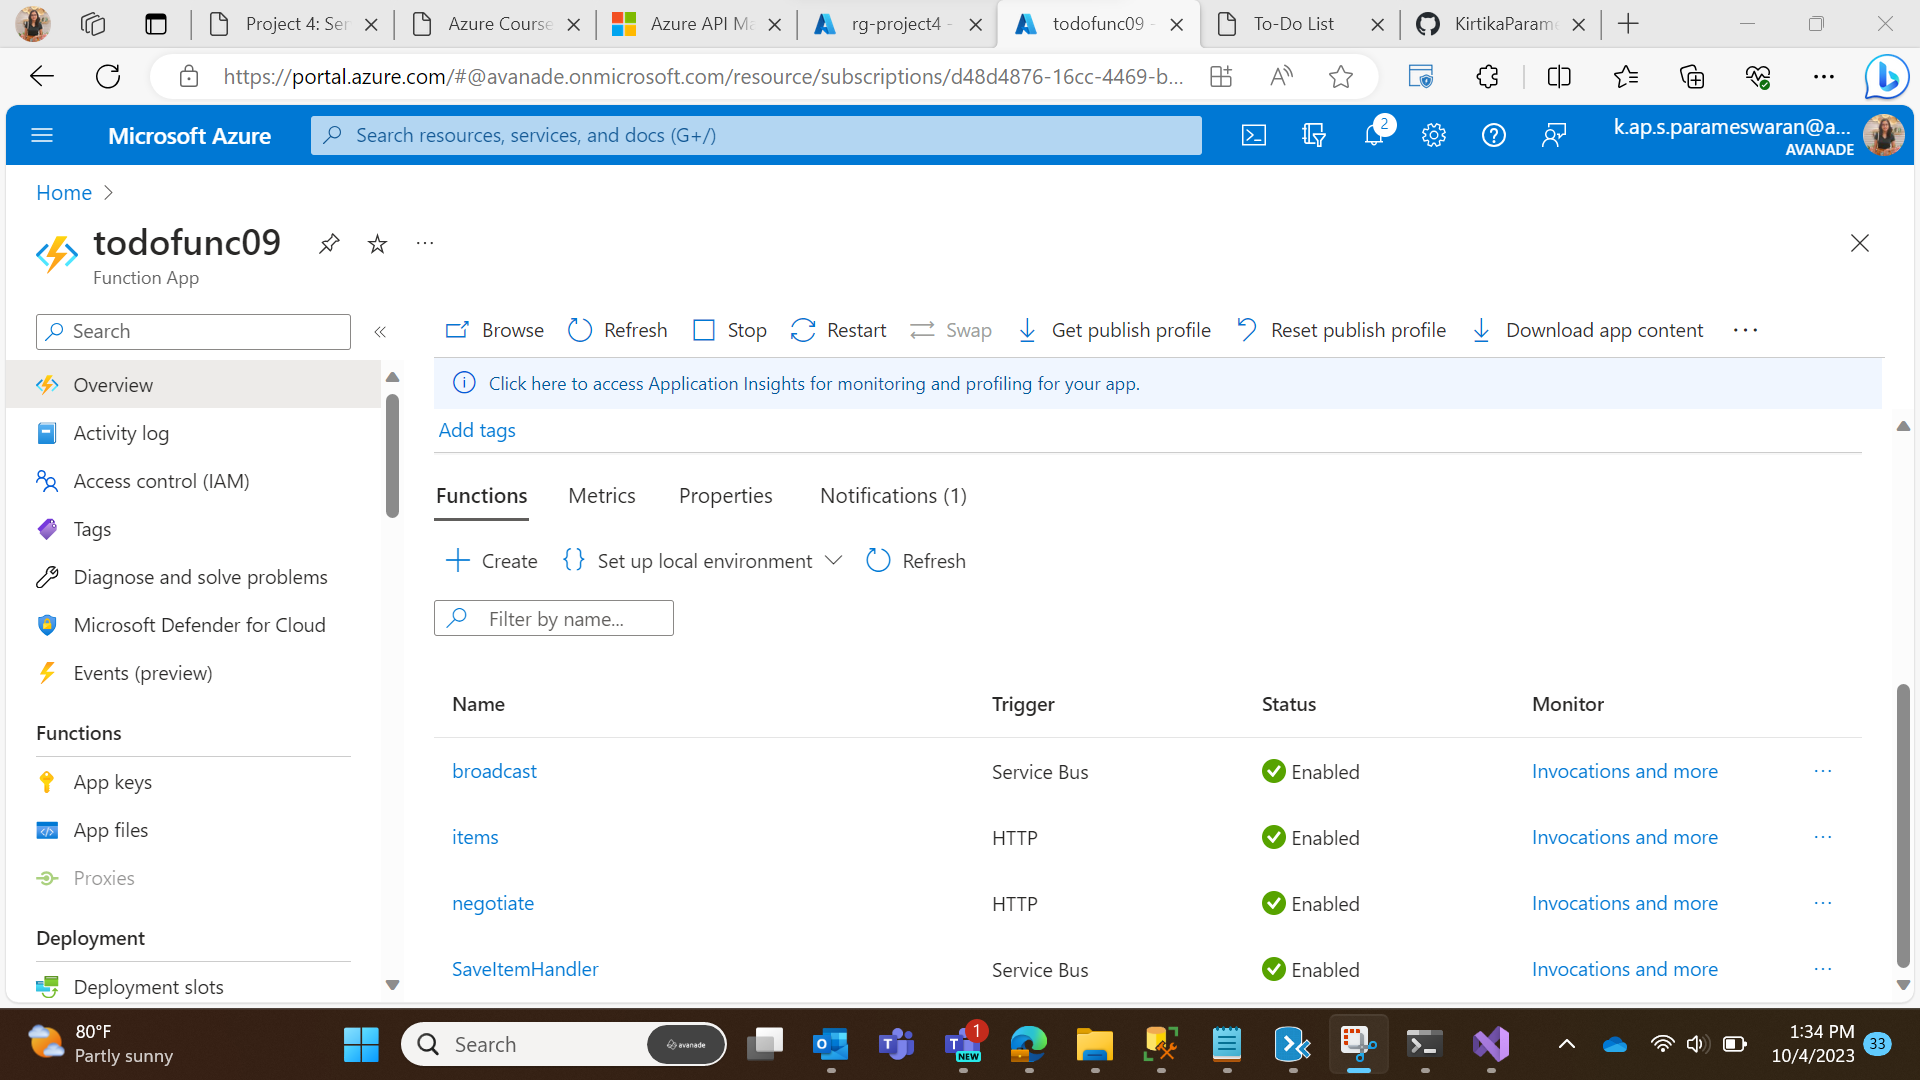 Project 4: Ser
Azure Course
Azure API Ma
rg-project4 -
todofunc09 -
To-Do List
KirtikaParame
https://portal.azure.com/#@avanade.onmicrosoft.com/resource/subscriptions/d48d4876-16cc-4469-b...
Microsoft Azure
Search resources, services, and docs (G+/)
2
k.ap.s.parameswaran@a...
AVANADE
Home
todofunc09
Function App
Search
Browse
Refresh
Stop
Restart
Swap
Get publish profile
Reset publish profile
Download app content
Click here to access Application Insights for monitoring and profiling for your app.
Overview
Activity log
Access control (IAM)
Tags
Diagnose and solve problems
Microsoft Defender for Cloud
Events (preview)
Functions
App keys
App files
Proxies
Deployment
Deployment slots
Add tags
Functions
Metrics
Properties
Notifications (1)
Create
Set up local environment
Refresh
Filter by name...
Name Trigger Status Monitor
broadcast Service Bus Enabled Invocations and more
items HTTP Enabled Invocations and more
negotiate HTTP Enabled Invocations and more
SaveItemHandler Service Bus Enabled Invocations and more
80°F
Partly sunny
Search
avanade
1
NEW
1:34 PM
10/4/2023
33